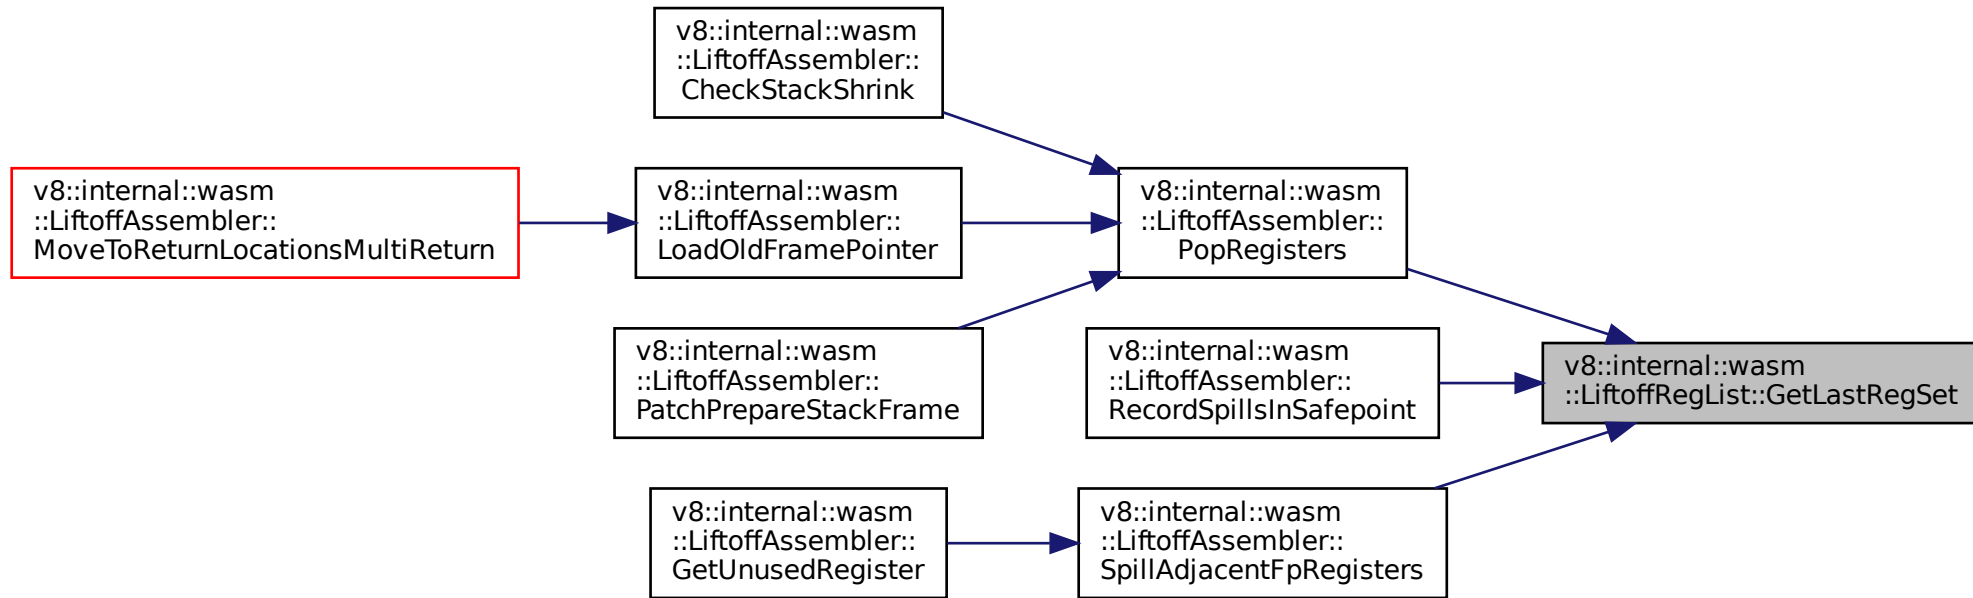 v8::internal::wasm
::LiftoffAssembler::
CheckStackShrink
v8::internal::wasm
::LiftoffAssembler::
MoveToReturnLocationsMultiReturn
v8::internal::wasm
::LiftoffAssembler::
LoadOldFramePointer
v8::internal::wasm
::LiftoffAssembler::
PopRegisters
v8::internal::wasm
::LiftoffAssembler::
PatchPrepareStackFrame
v8::internal::wasm
::LiftoffAssembler::
RecordSpillsInSafepoint
v8::internal::wasm
::LiftoffRegList::GetLastRegSet
v8::internal::wasm
::LiftoffAssembler::
GetUnusedRegister
v8::internal::wasm
::LiftoffAssembler::
SpillAdjacentFpRegisters